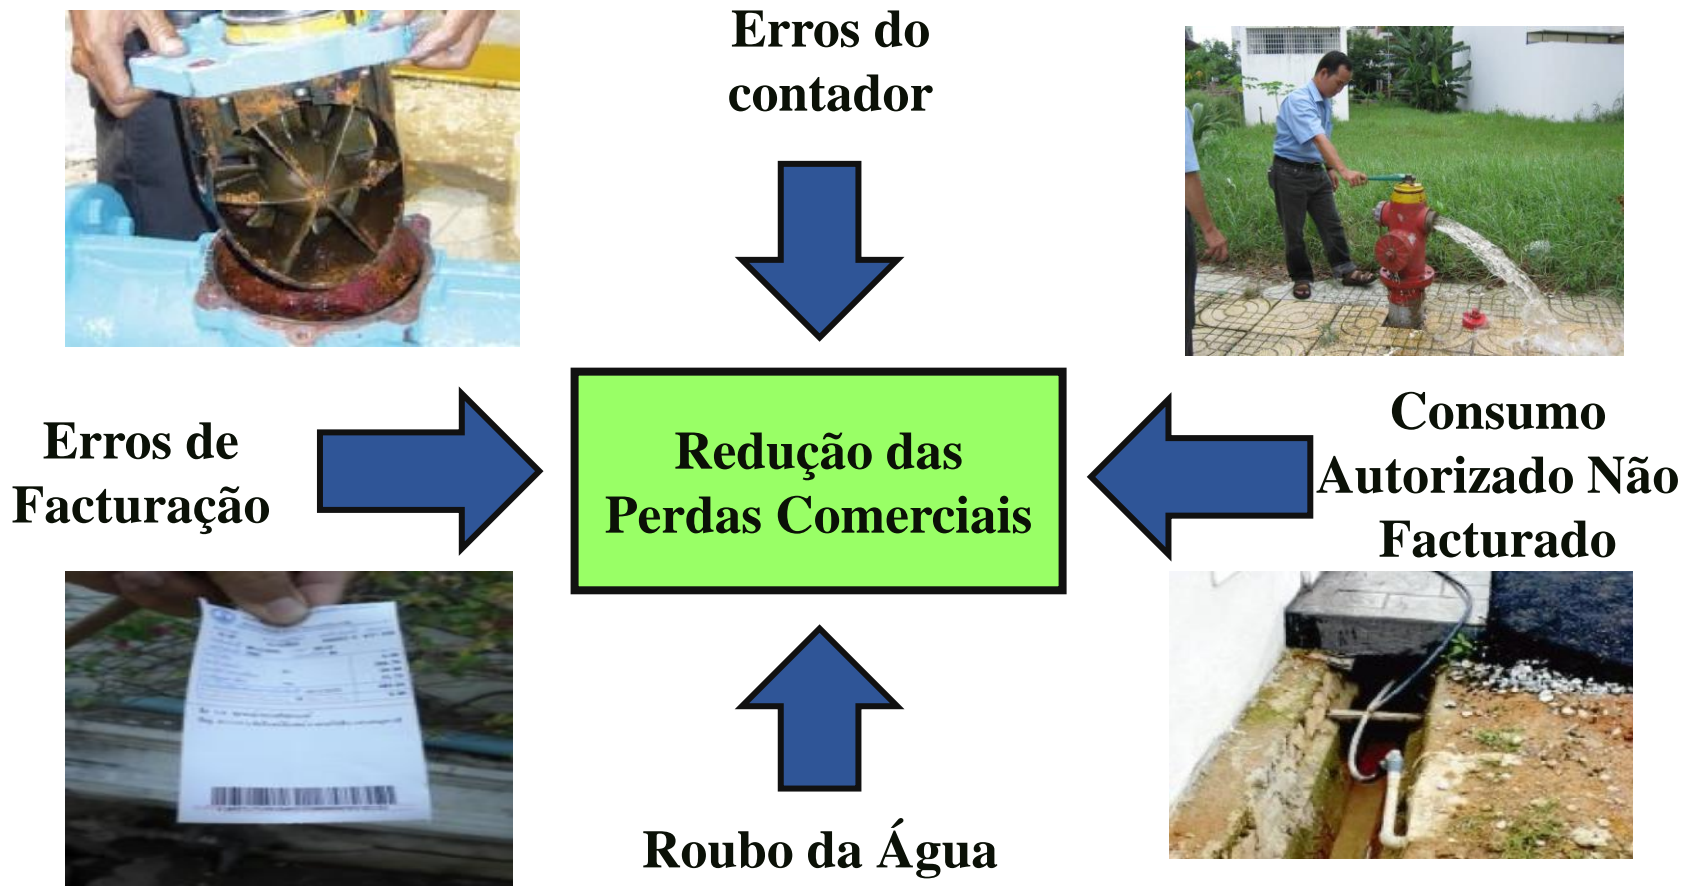 Erros do
contador
Erros de
Facturação
Redução das
Perdas Comerciais
Consumo
Autorizado Não
Facturado
Roubo da Água